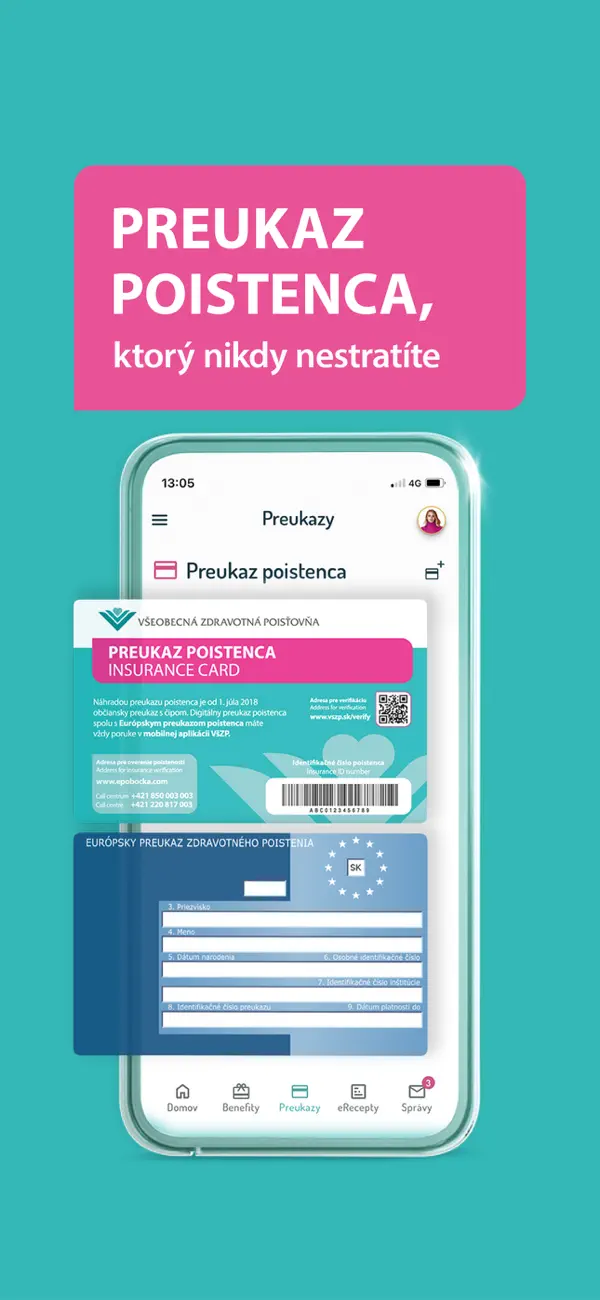 PREUKAZ
POISTENCA,
ktorý nikdy nestratíte
13:05
4G
Preukazy
Preukaz poistenca
VŠEOBECNÁ ZDRAVOTNÁ POISŤOVŇA
PREUKAZ POISTENCA
INSURANCE CARD
Náhradou preukazu poistenca je od 1. júla 2018
občiansky preukaz s čipom. Digitálny preukaz poistenca
spolu s Európskym preukazom poistenca máte
vždy poruke v mobilnej aplikácii VŠZP.
Adresa pre verifikáciu
Address for verification
www.vszp.sk/verify
Adresa pre overenie poistenosti
Address for insurance verification
www.epobocka.com
Call centrum +421 850 003 003
Call centre +421 220 817 005
Identifikačné číslo poistenca
Insurance ID number
ABC0123456789
EURÓPSKY PREUKAZ ZDRAVOTNÉHO POISTENIA
SK
3. Priezvisko
4. Meno
5. Dátum narodenia
6. Osobné identifikačné číslo
7. Identifikačné číslo inštitúcie
8. Identifikačné číslo preukazu
9. Dátum platnosti do
3
Domov
Benefity
Preukazy
eRecepty
Správy